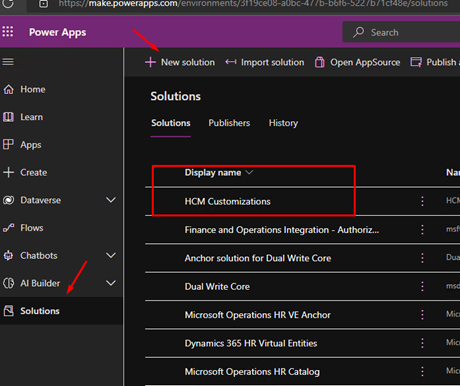 https://make.powerapps.com/environments/3f19ce08-a0bc-477b-b6f6-5227b71cf48e/solutions
Power Apps
Search
New solution
Import solution
Open AppSource
Publish a
Home
Learn
Apps
Create
Dataverse
Flows
Chatbots
AI Builder
Solutions
Solutions
Solutions
Publishers
History
Display name
Nar
HCM Customizations
HCM
Finance and Operations Integration - Authoriz...
msf
Anchor solution for Dual Write Core
Dua
Dual Write Core
msd
Microsoft Operations HR VE Anchor
Mic
Dynamics 365 HR Virtual Entities
Mic
Microsoft Operations HR Catalog
Mic